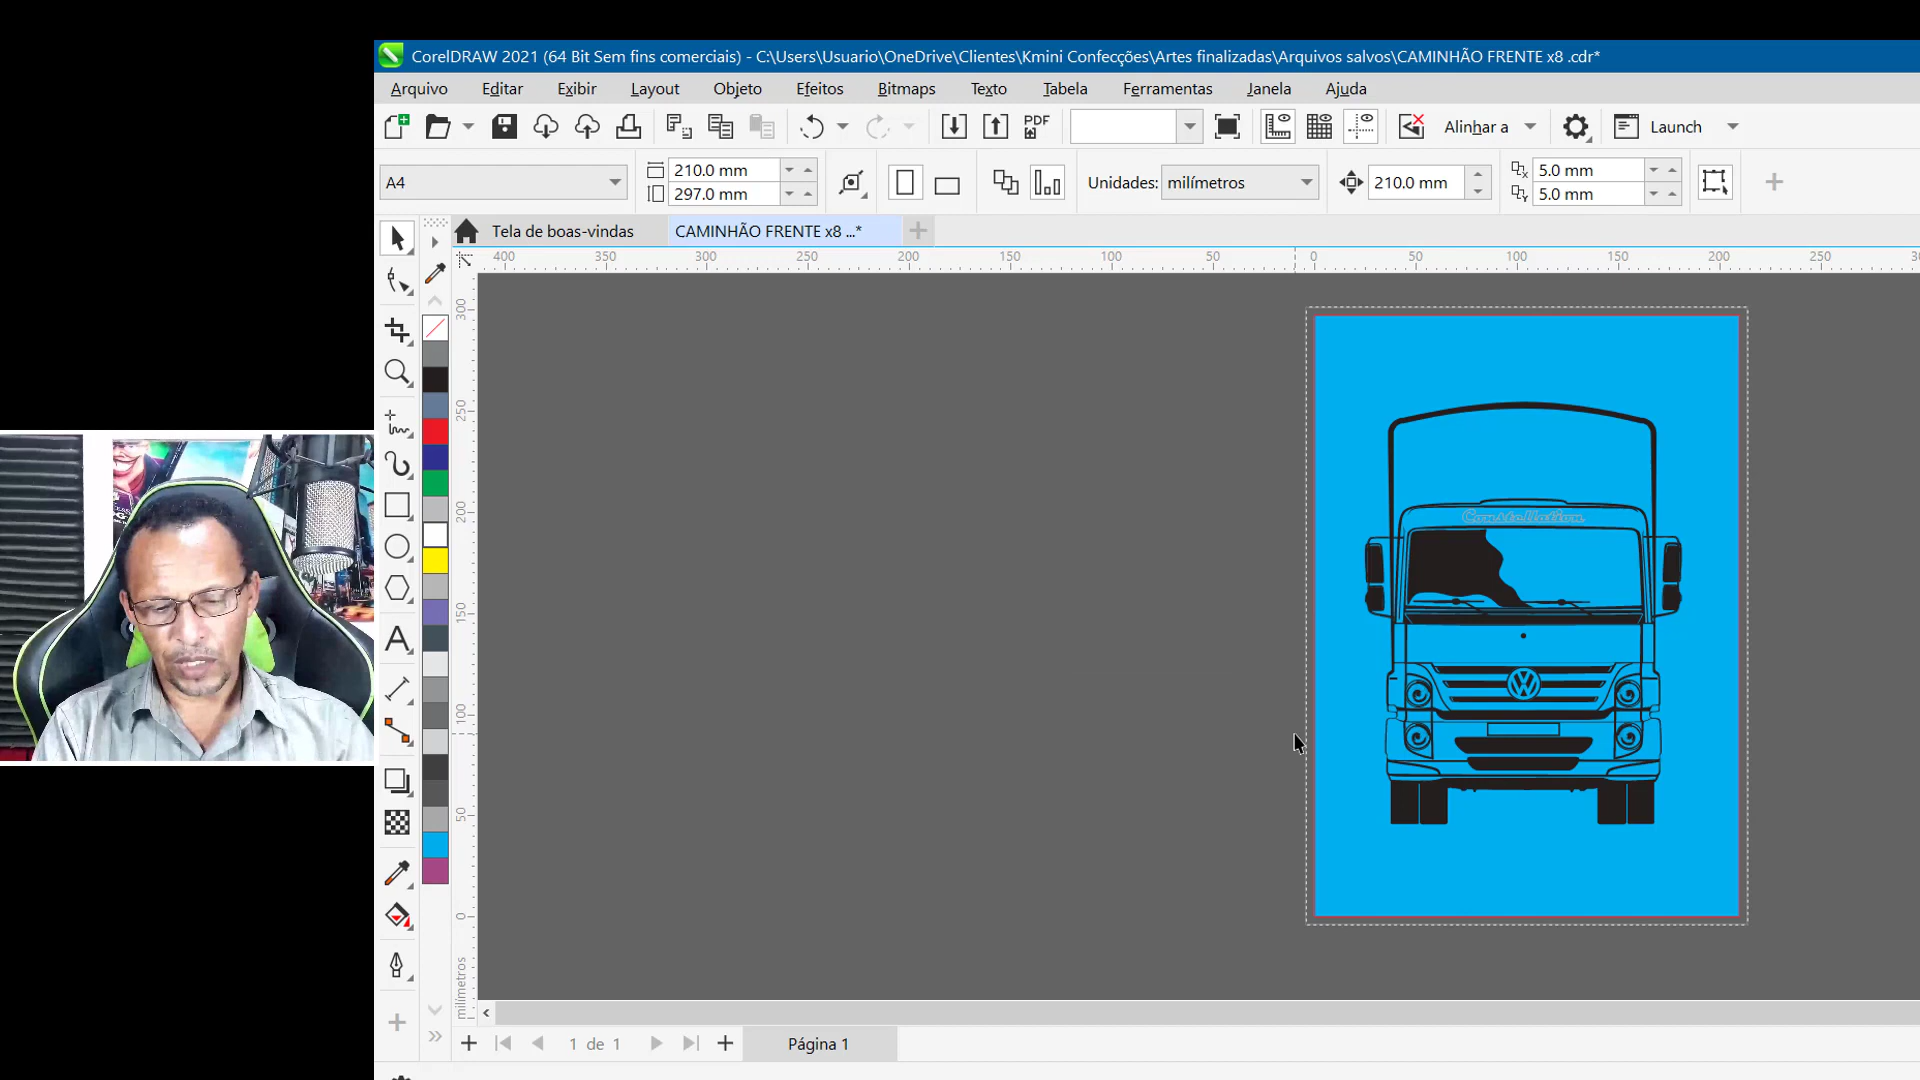 CorelDRAW 2021 (64 Bit Sem fins comerciais) - C:\Users\Usuario\OneDrive\Clientes\Kmini Confecções\Artes finalizadas\Arquivos salvos\CAMINHÃO FRENTE x8 .cdr*
Arquivo Editar Exibir Layout Objeto Efeitos Bitmaps Texto Tabela Ferramentas Janela Ajuda
PDF Alinhar a Launch
A4 210.0 mm 297.0 mm Unidades: milímetros 210.0 mm 5.0 mm 5.0 mm
Tela de boas-vindas CAMINHÃO FRENTE x8 ...*
400 350 300 250 200 150 100 50 0 50 100 150 200 250
300
250
200
150
100
50
0
milímetros
Constellation
1 de 1 Página 1